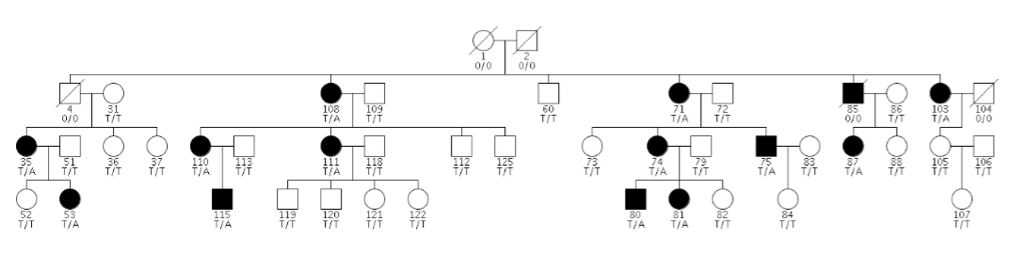 1 2
0/0 0/0
4 31 108 109 60 71 72 85 86 103 104
0/0 T/T T/A T/T T/T T/A T/T 0/0 T/T T/A 0/0
35 51 36 37 110 113 111 118 112 125 73 74 79 75 83 87 88 105 106
T/A T/T T/T T/T T/A T/T T/A T/T T/T T/T T/T T/A T/T T/A T/T T/A T/T T/T T/T
52 53 115 119 120 121 122 80 81 82 84 107
T/T T/A T/A T/T T/T T/T T/T T/A T/A T/T T/T T/T